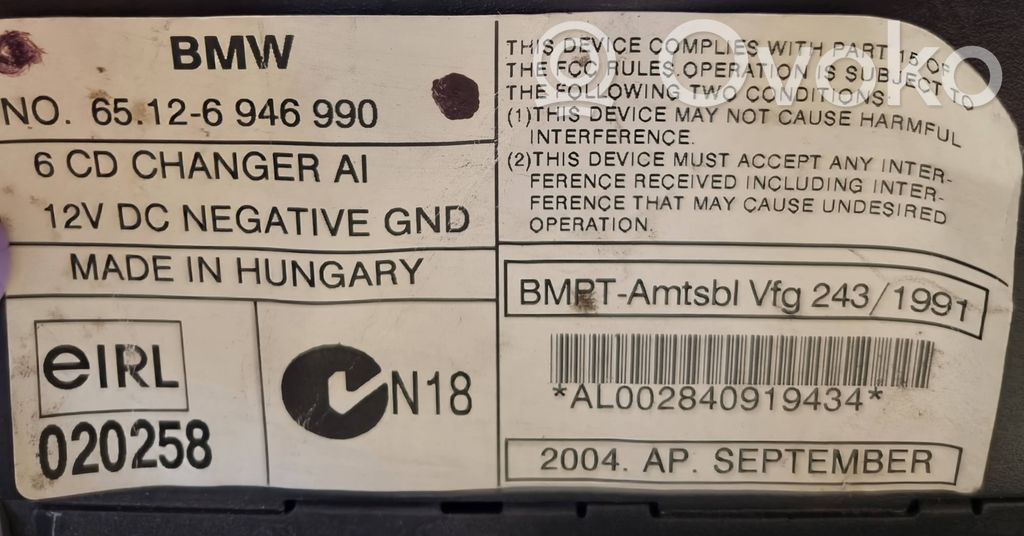 BMW
NO. 65.12-6 946 990
6 CD CHANGER AI
12V DC NEGATIVE GND
MADE IN HUNGARY
eIRL
020258
N18
THIS DEVICE COMPLIES WITH PART 15 OF
THE FCC RULES. OPERATION IS SUBJECT TO
THE FOLLOWING TWO CONDITIONS:
(1)THIS DEVICE MAY NOT CAUSE HARMFUL
INTERFERENCE.
(2)THIS DEVICE MUST ACCEPT ANY INTER-
FERENCE RECEIVED INCLUDING INTER-
FERENCE THAT MAY CAUSE UNDESIRED
OPERATION.
BMPT-Amtsbl Vfg 243/1991
*AL002840919434*
2004. AP. SEPTEMBER
Ovoko